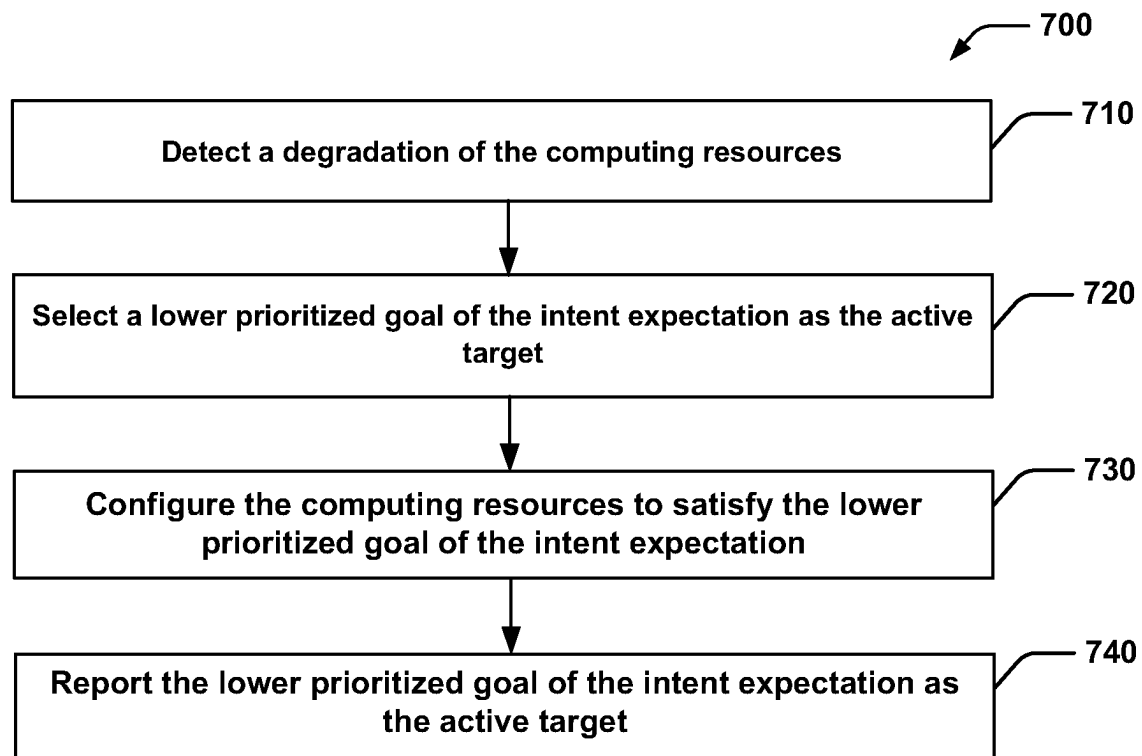 700
710
Detect a degradation of the computing resources
720
Select a lower prioritized goal of the intent expectation as the active
target
730
Configure the computing resources to satisfy the lower
prioritized goal of the intent expectation
740
Report the lower prioritized goal of the intent expectation as
the active target